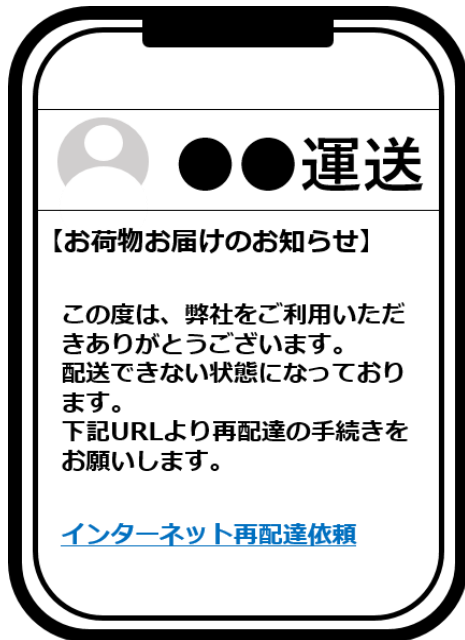 ●●運送
【お荷物お届けのお知らせ】
この度は、弊社をご利用いただ
きありがとうございます。
配送できない状態になっており
ます。
下記URLより再配達の手続きを
お願いします。
インターネット再配達依頼